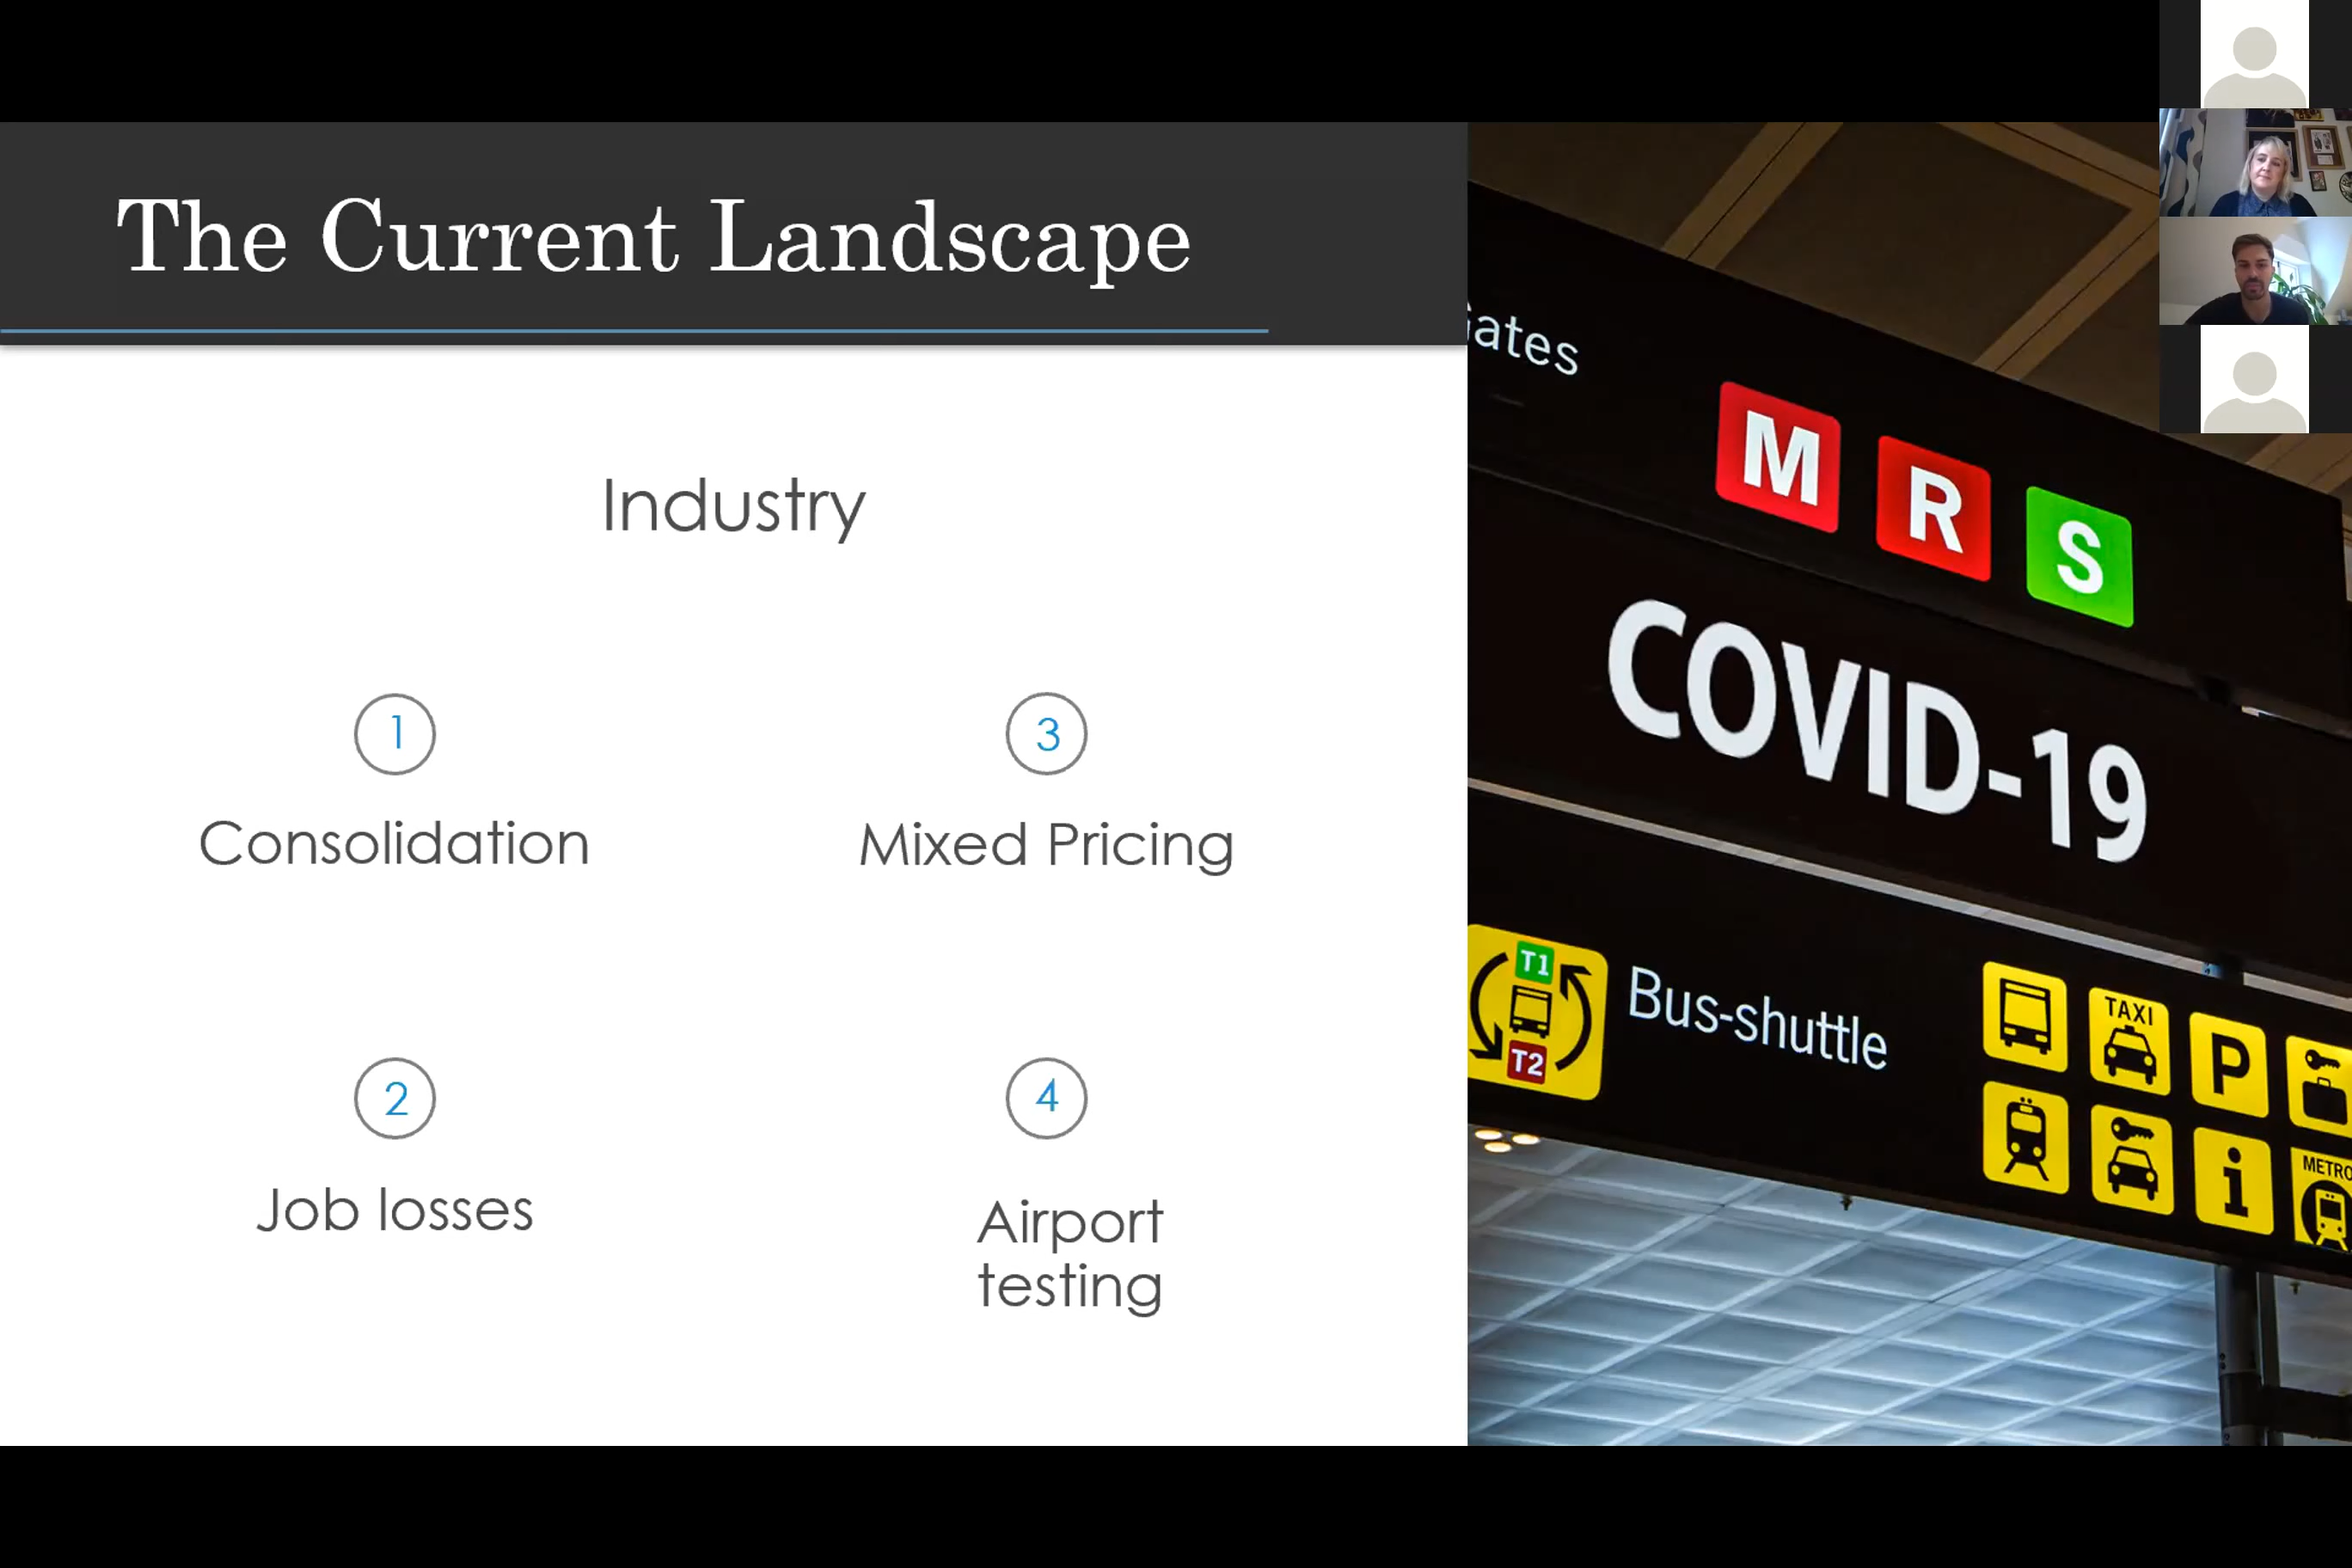 The Current Landscape
Industry
1
Consolidation
2
Job losses
3
Mixed Pricing
4
Airport
testing
ates
M R S
COVID-19
T1
T2
Bus-shuttle
TAXI
P
i
METRO